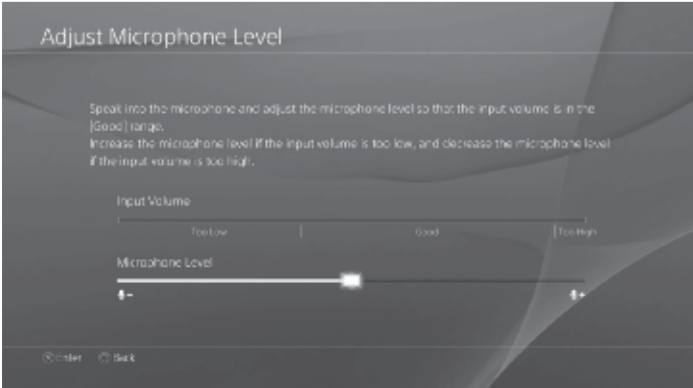 Adjust Microphone Level
Speak into the microphone and adjust the microphone level so that the input volume is in the
[Good] range.
Increase the microphone level if the input volume is too low, and decrease the microphone level
if the input volume is too high.
Input Volume
Too Low | Good | Too High
Microphone Level
- +
Enter Back